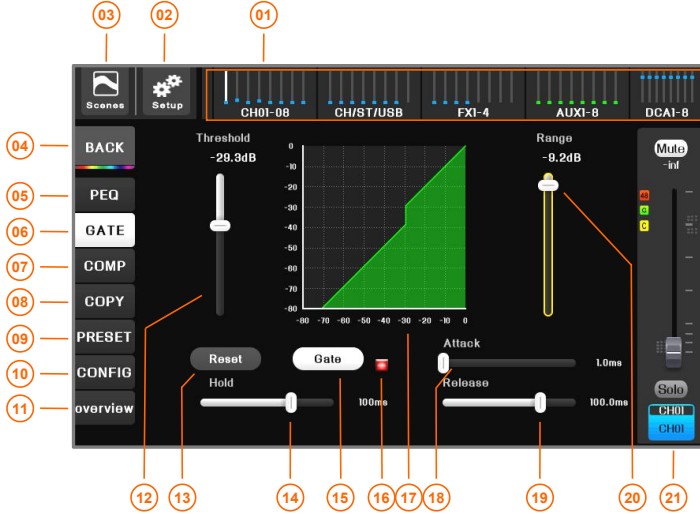 03
02
01
Scenes
Setup
CH01-08
CH/ST/USB
FX1-4
AUX1-8
DCA1-8
04
BACK
05
PEQ
06
GATE
07
COMP
08
COPY
09
PRESET
10
CONFIG
11
overview
Threshold
-29.3dB
0
-10
-20
-30
-40
-50
-60
-70
-80
-80 -70 -60 -50 -40 -30 -20 -10 0
Range
-9.2dB
Mute
-inf
48
G
C
Reset
Gate
Attack
1.0ms
Hold
100ms
Release
100.0ms
Solo
CH01
CH01
12
13
14
15
16
17
18
19
20
21